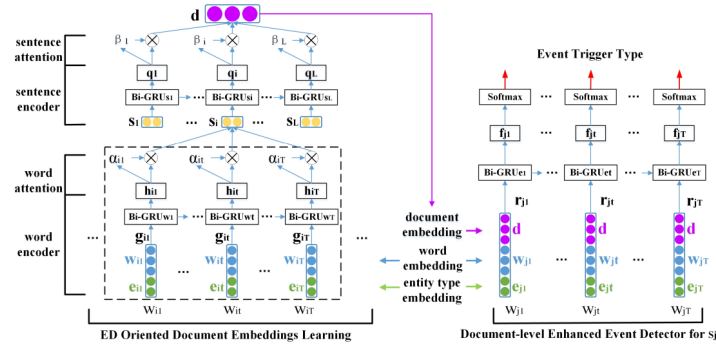 d
sentence attention
β1 βi βL
q1 qi qL
sentence encoder
Bi-GRUs1 ... Bi-GRUsi ... Bi-GRUsL
s1 si ... sL
word attention
αi1 αit αiT
hi1 hit hiT
word encoder
Bi-GRUw1 ... Bi-GRUwt ... Bi-GRUwT
gi1 git giT
... ...
wi1 wit wiT
... ...
ei1 eit eiT
wi1 wit wiT
ED Oriented Document Embeddings Learning
document embedding
word embedding
entity type embedding
Event Trigger Type
Softmax ... Softmax ... Softmax
fj1 ... fjt ... fjT
Bi-GRUe1 ... Bi-GRUet ... Bi-GRUeT
rj1 rjt rjT
d d d
wj1 ... wjt ... wjT
ej1 ejt ejT
wj1 wjt wjT
Document-level Enhanced Event Detector for sj